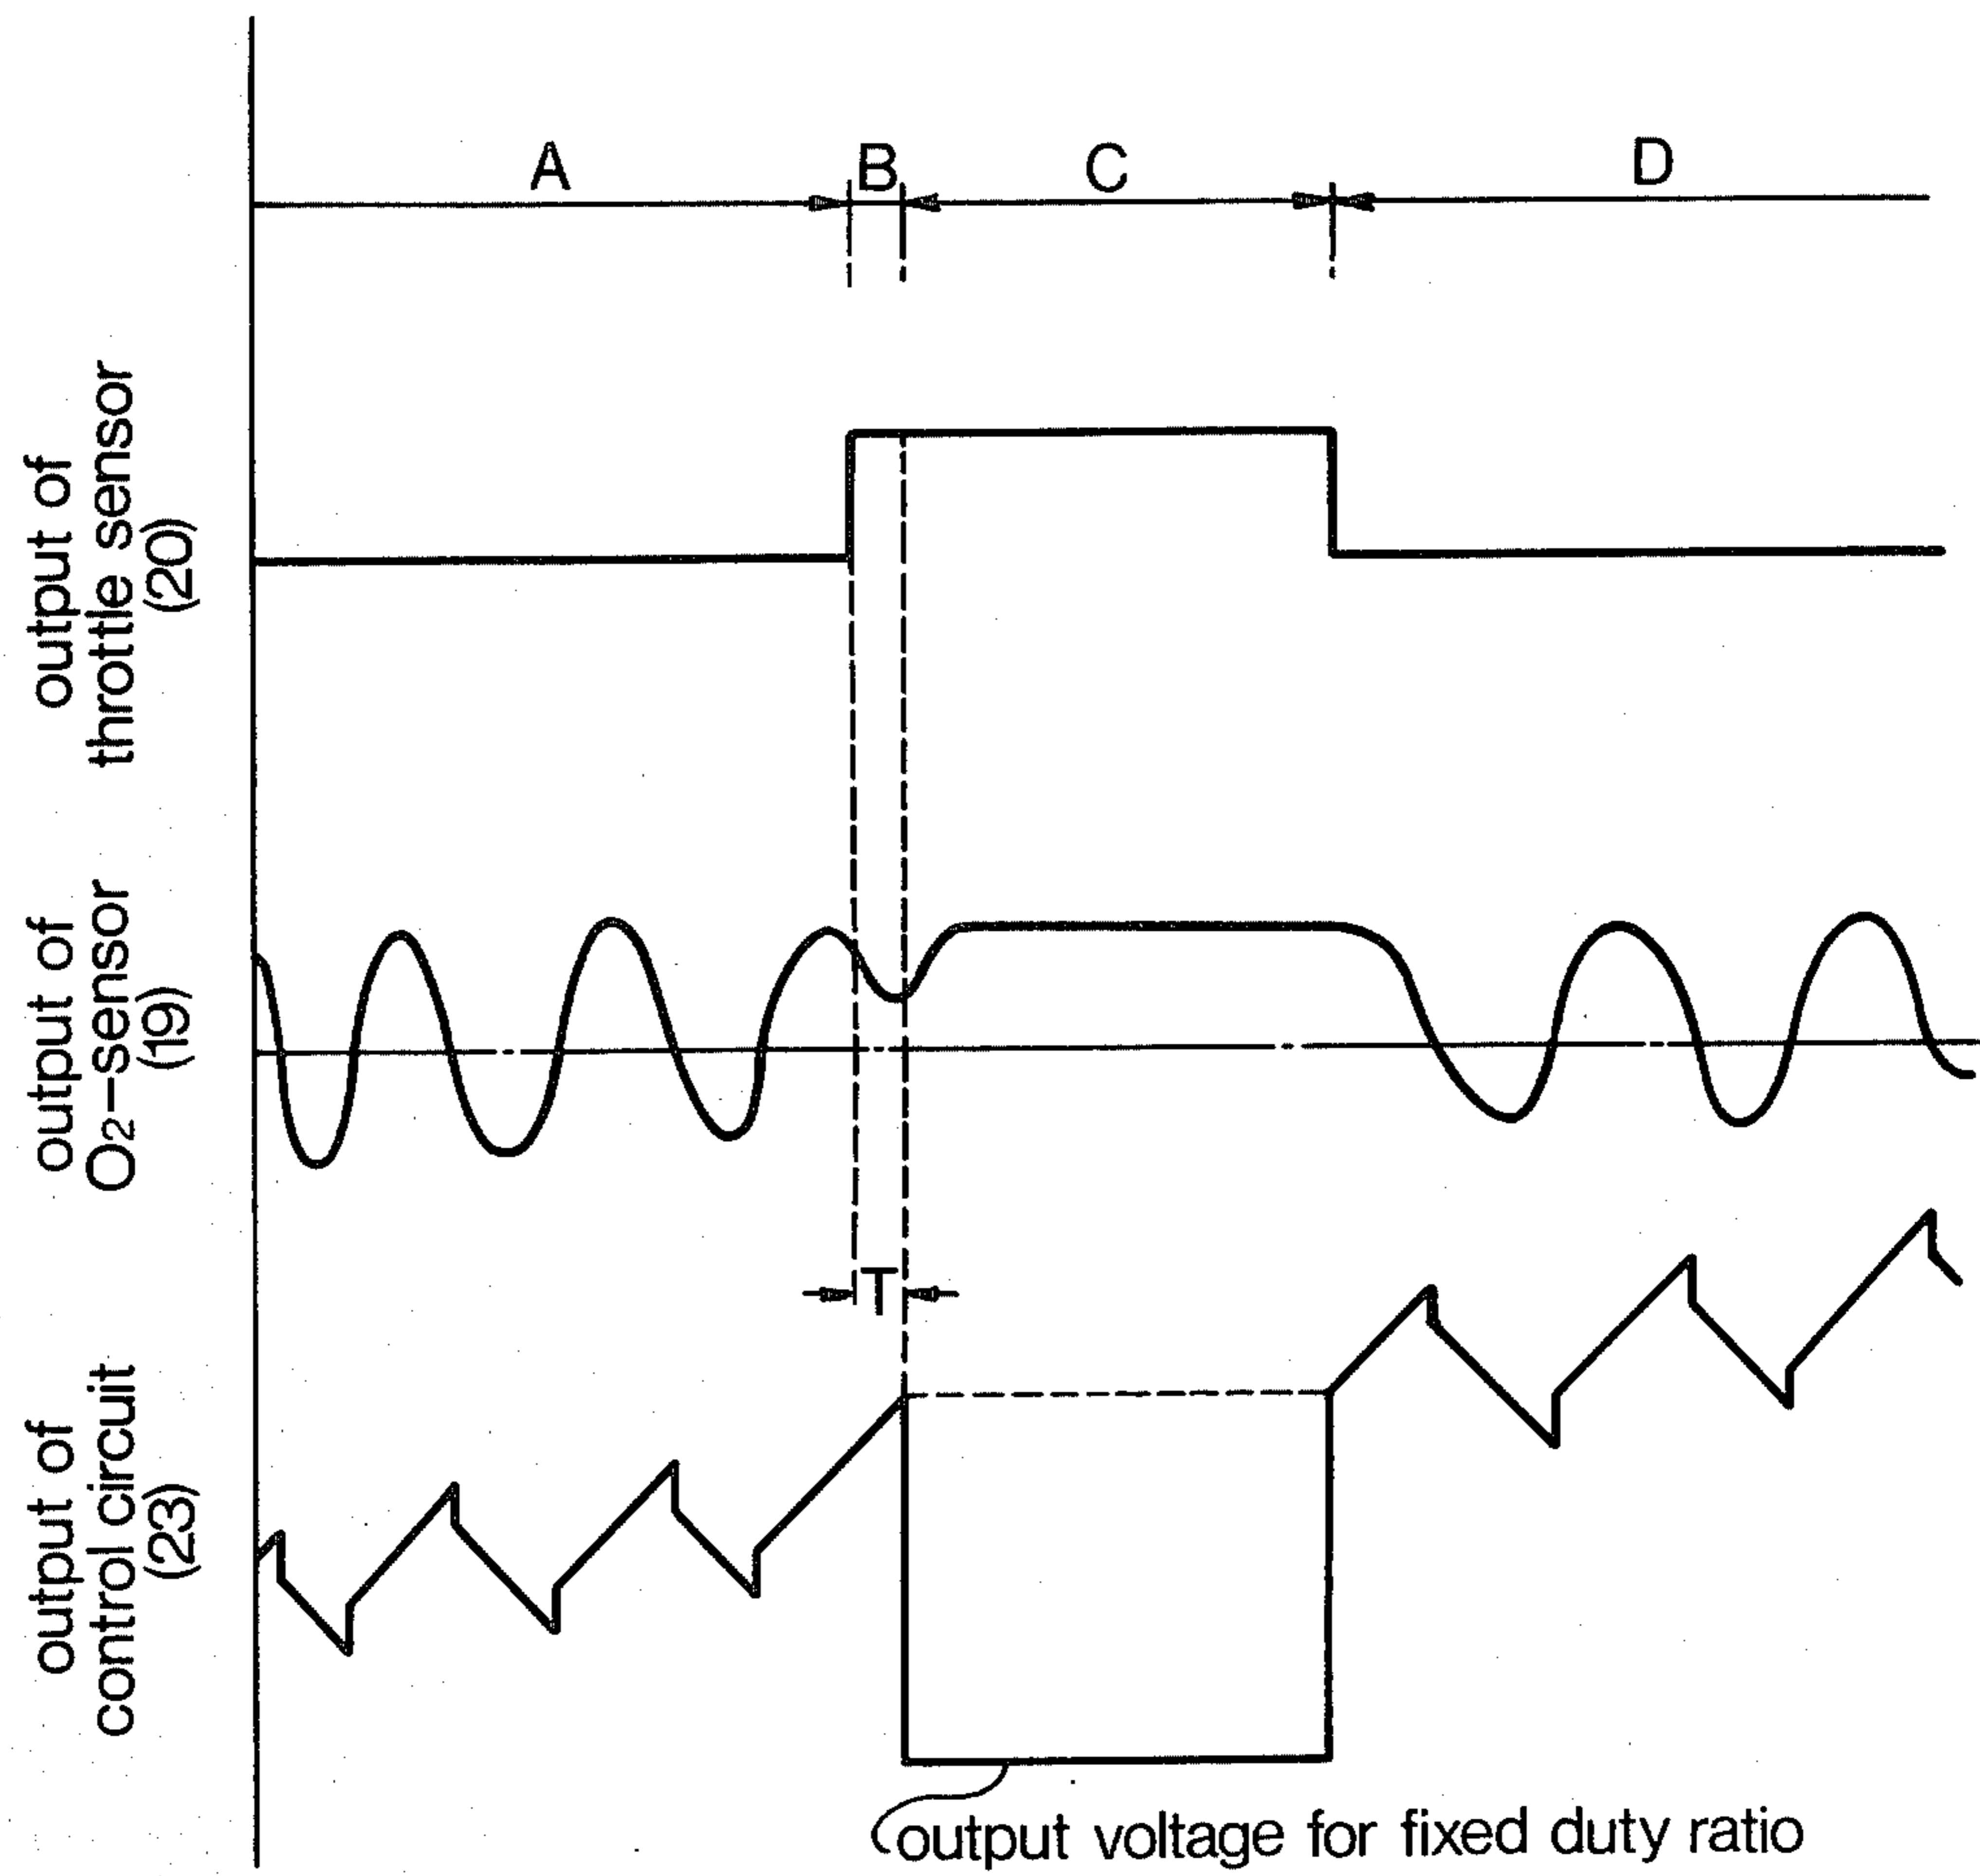 A
B
C
D
output of
throttle sensor
(20)
output of
O2-sensor
(19)
T
output of
control circuit
(23)
output voltage for fixed duty ratio